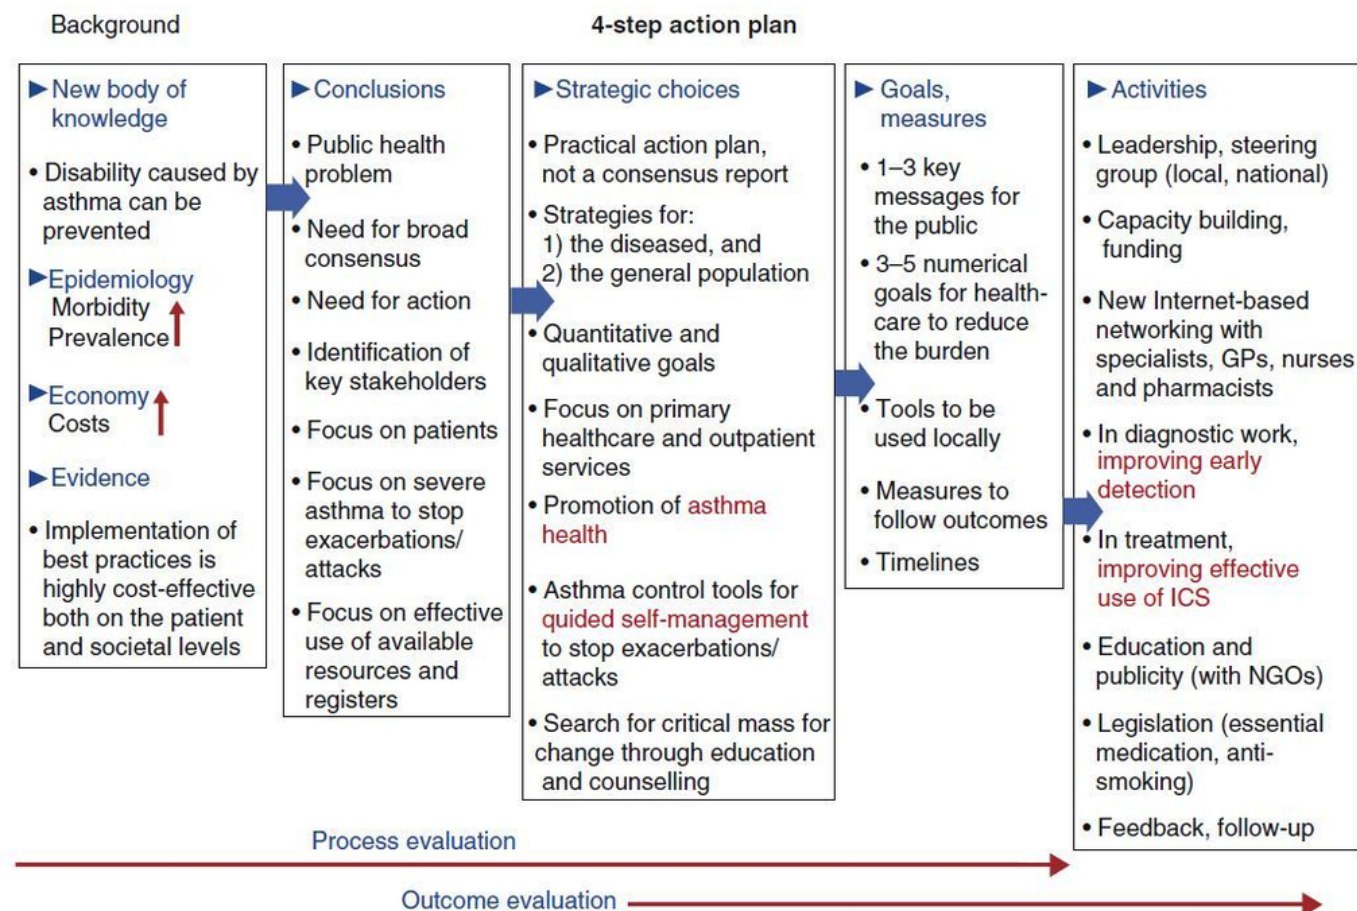 Background
4-step action plan
►New body of
knowledge
• Disability caused by
asthma can be
prevented
►Epidemiology
Morbidity
Prevalence
►Economy
Costs
►Evidence
• Implementation of
best practices is
highly cost-effective
both on the patient
and societal levels
►Conclusions
• Public health
problem
• Need for broad
consensus
• Need for action
• Identification of
key stakeholders
• Focus on patients
• Focus on severe
asthma to stop
exacerbations/
attacks
• Focus on effective
use of available
resources and
registers
►Strategic choices
• Practical action plan,
not a consensus report
• Strategies for:
1) the diseased, and
2) the general population
• Quantitative and
qualitative goals
• Focus on primary
healthcare and outpatient
services
• Promotion of asthma
health
• Asthma control tools for
quided self-management
to stop exacerbations/
attacks
• Search for critical mass for
change through education
and counselling
► Goals,
measures
• 1–3 key
messages for
the public
• 3–5 numerical
goals for health-
care to reduce
the burden
• Tools to be
used locally
• Measures to
follow outcomes
• Timelines
► Activities
• Leadership, steering
group (local, national)
• Capacity building,
funding
• New Internet-based
networking with
specialists, GPs, nurses
and pharmacists
• In diagnostic work,
improving early
detection
• In treatment,
improving effective
use of ICS
• Education and
publicity (with NGOs)
• Legislation (essential
medication, anti-
smoking)
• Feedback, follow-up
Process evaluation
Outcome evaluation